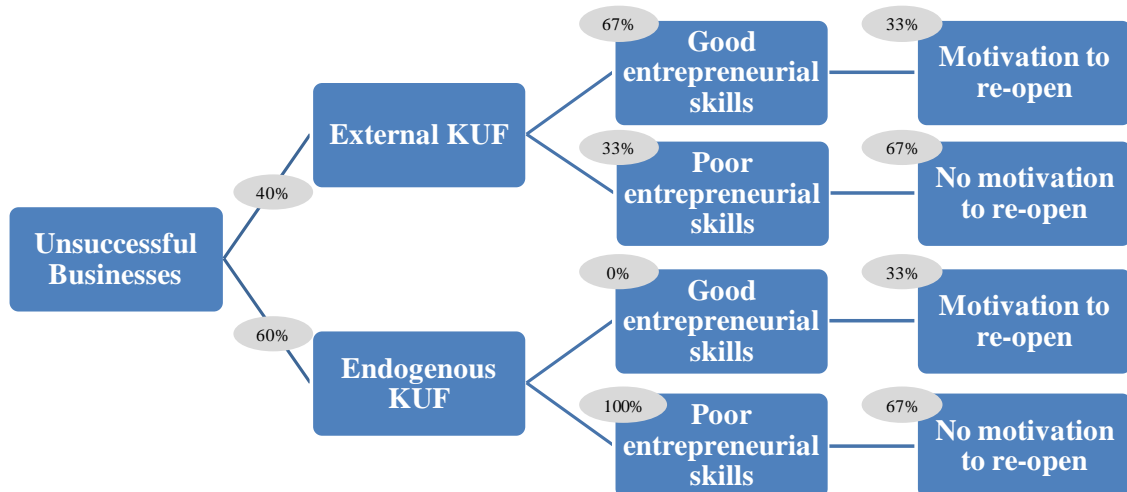 67%
Good
entrepreneurial
skills
33%
Motivation to
re-open
External KUF
33%
Poor
entrepreneurial
skills
67%
No motivation
to re-open
40%
Unsuccessful
Businesses
0%
Good
entrepreneurial
skills
33%
Motivation to
re-open
60%
Endogenous
KUF
100%
Poor
entrepreneurial
skills
67%
No motivation
to re-open